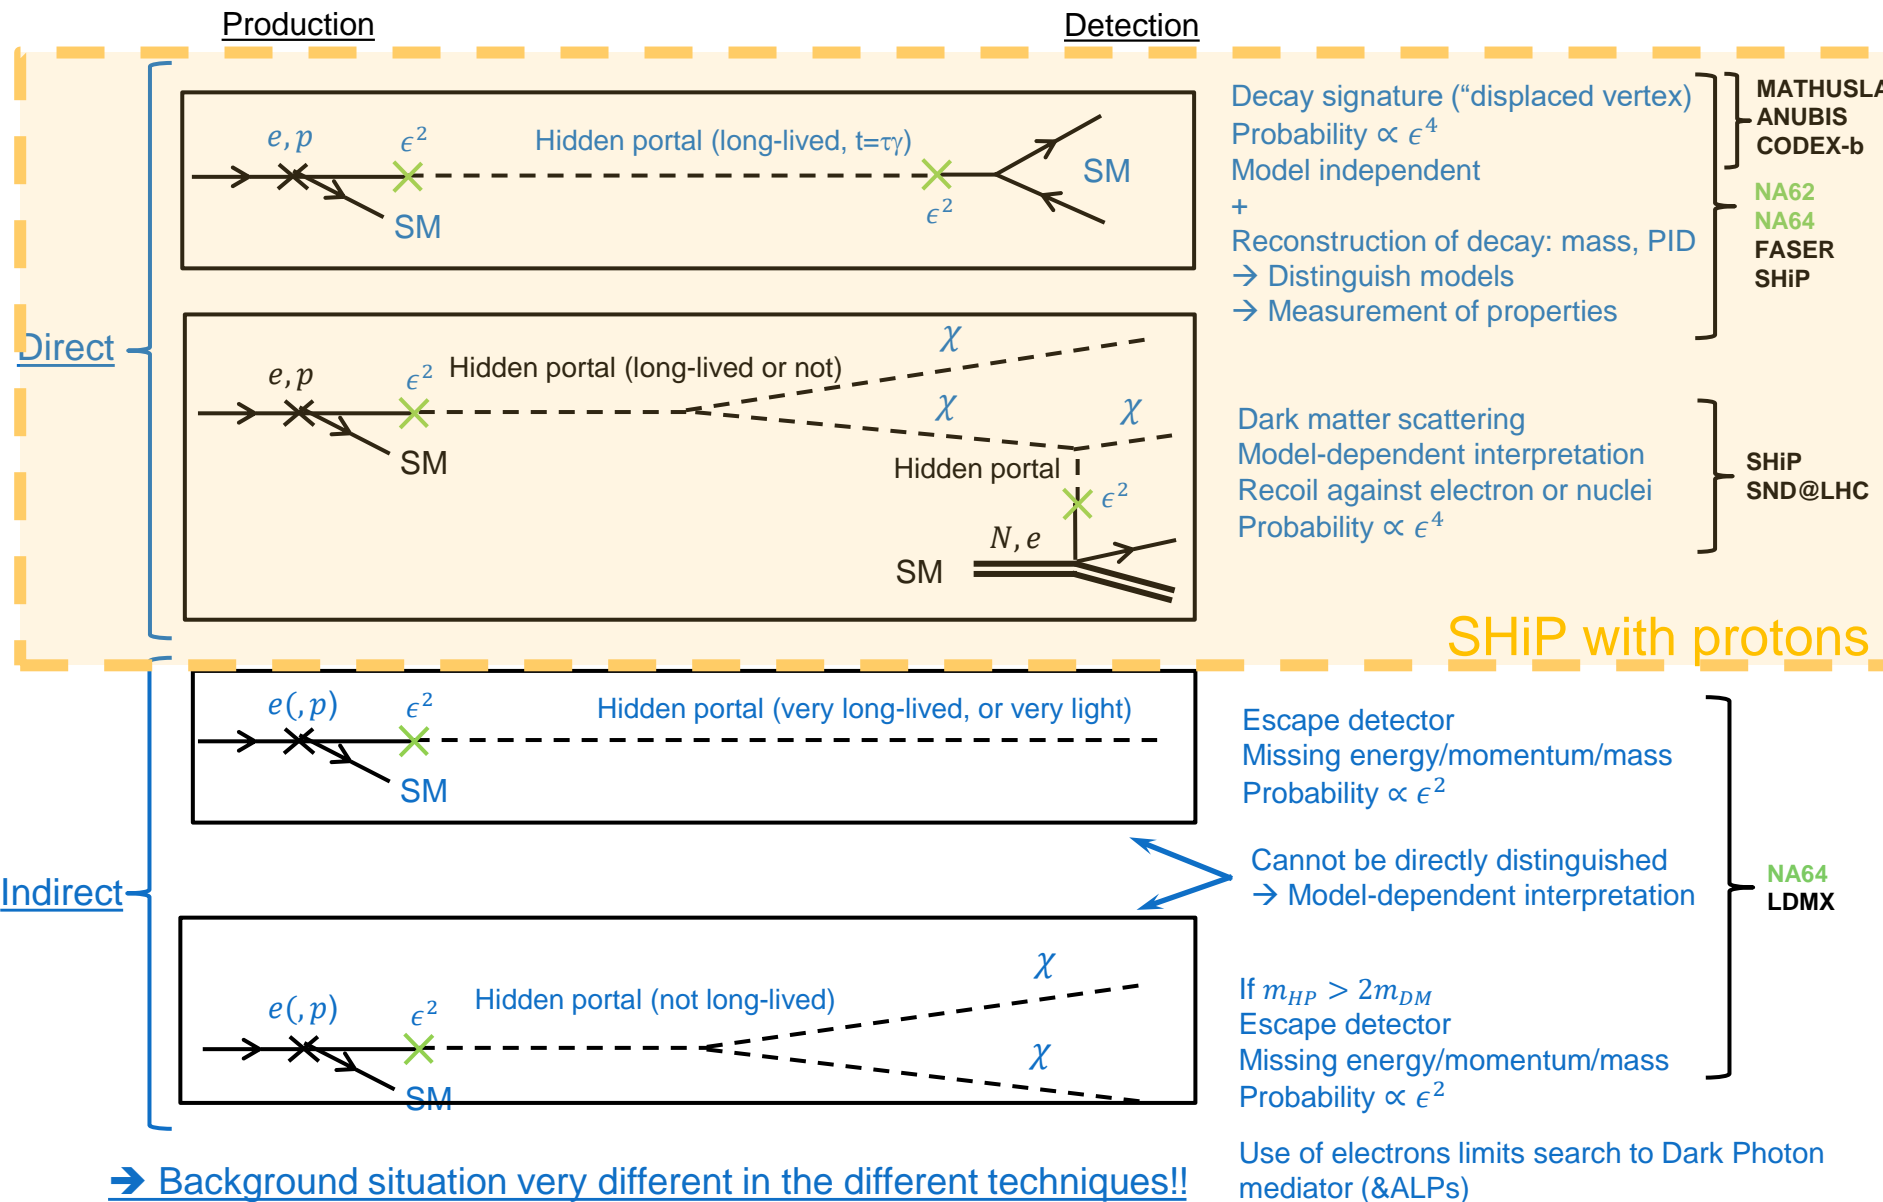 Production
Detection
Direct
e, p
ϵ²
Hidden portal (long-lived, t=τγ)
ϵ²
SM
SM
Decay signature (“displaced vertex)
Probability ∝ ϵ⁴
Model independent
+
Reconstruction of decay: mass, PID
→ Distinguish models
→ Measurement of properties
MATHUSLA
ANUBIS
CODEX-b
NA62
NA64
FASER
SHiP
e, p
ϵ²
Hidden portal (long-lived or not)
χ
χ
χ
SM
Hidden portal
ϵ²
N, e
SM
Dark matter scattering
Model-dependent interpretation
Recoil against electron or nuclei
Probability ∝ ϵ⁴
SHiP
SND@LHC
SHiP with protons
Indirect
e(, p)
ϵ²
Hidden portal (very long-lived, or very light)
SM
Escape detector
Missing energy/momentum/mass
Probability ∝ ϵ²
Cannot be directly distinguished
→ Model-dependent interpretation
NA64
LDMX
e(, p)
ϵ²
Hidden portal (not long-lived)
χ
χ
SM
If m_HP > 2m_DM
Escape detector
Missing energy/momentum/mass
Probability ∝ ϵ²
➔ Background situation very different in the different techniques!!
Use of electrons limits search to Dark Photon
mediator (&ALPs)